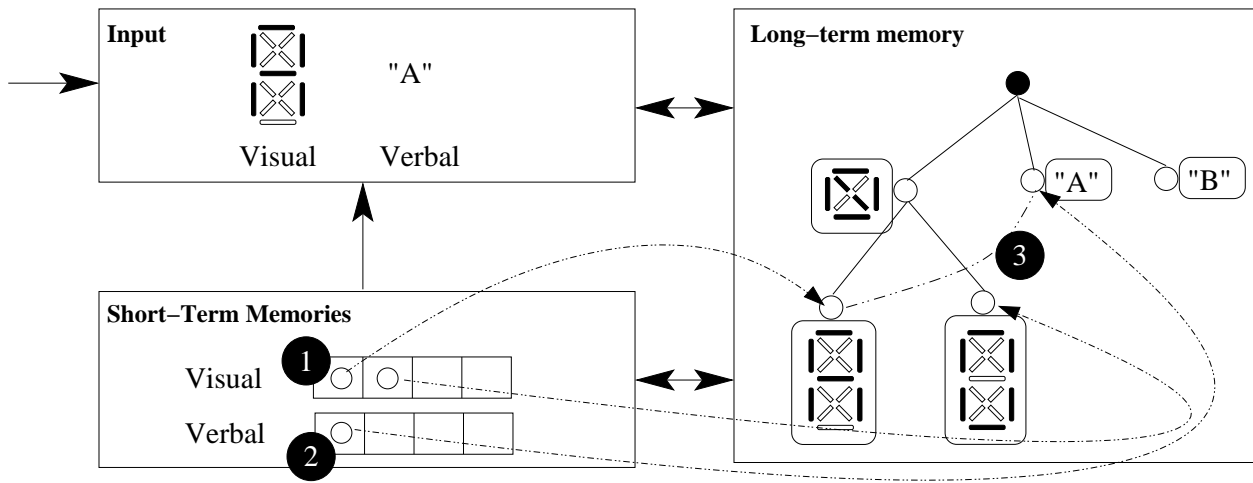 Input
"A"
Visual
Verbal
Long−term memory
"A"
"B"
3
Short−Term Memories
1
Visual
Verbal
2